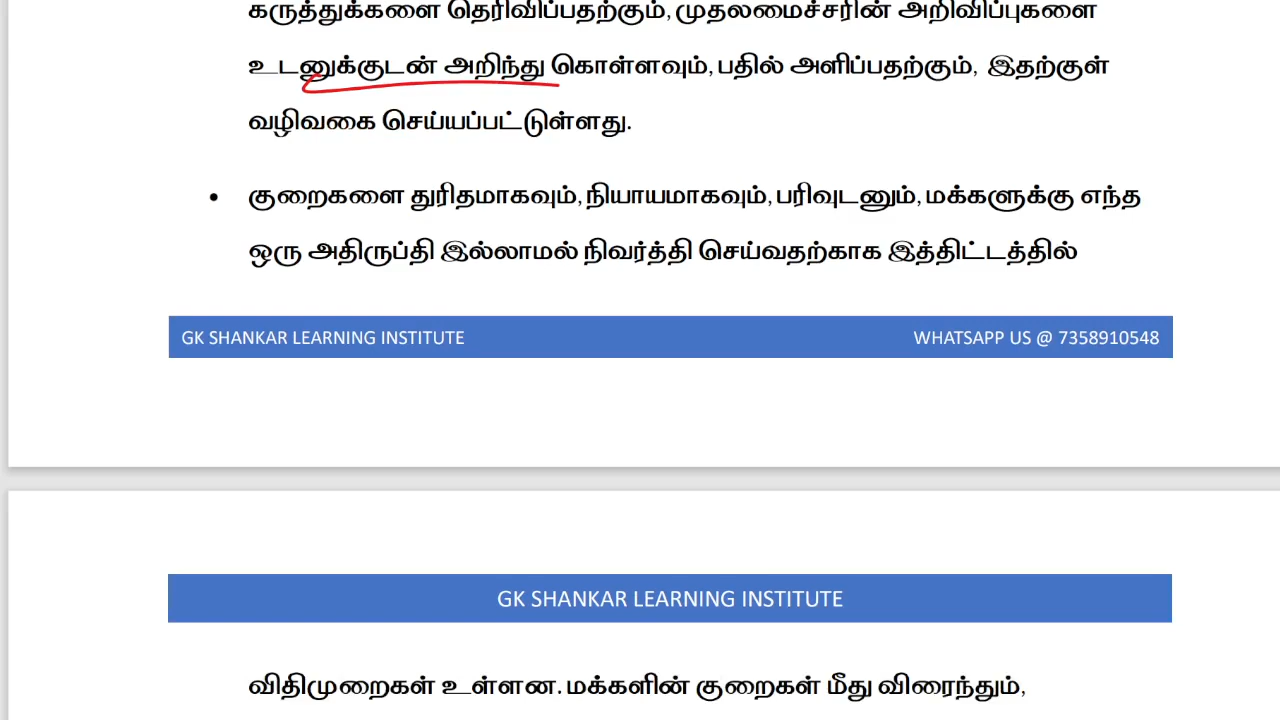 கருத்துக்களை தெரிவிப்பதற்கும், முதலமைச்சரின் அறிவிப்புகளை
உடனுக்குடன் அறிந்து கொள்ளவும், பதில் அளிப்பதற்கும், இதற்குள்
வழிவகை செய்யப்பட்டுள்ளது.
• குறைகளை துரிதமாகவும், நியாயமாகவும், பரிவுடனும், மக்களுக்கு எந்த
ஒரு அதிருப்தி இல்லாமல் நிவர்த்தி செய்வதற்காக இத்திட்டத்தில்
GK SHANKAR LEARNING INSTITUTE WHATSAPP US @ 7358910548
GK SHANKAR LEARNING INSTITUTE
விதிமுறைகள் உள்ளன. மக்களின் குறைகள் மீது விரைந்தும்,